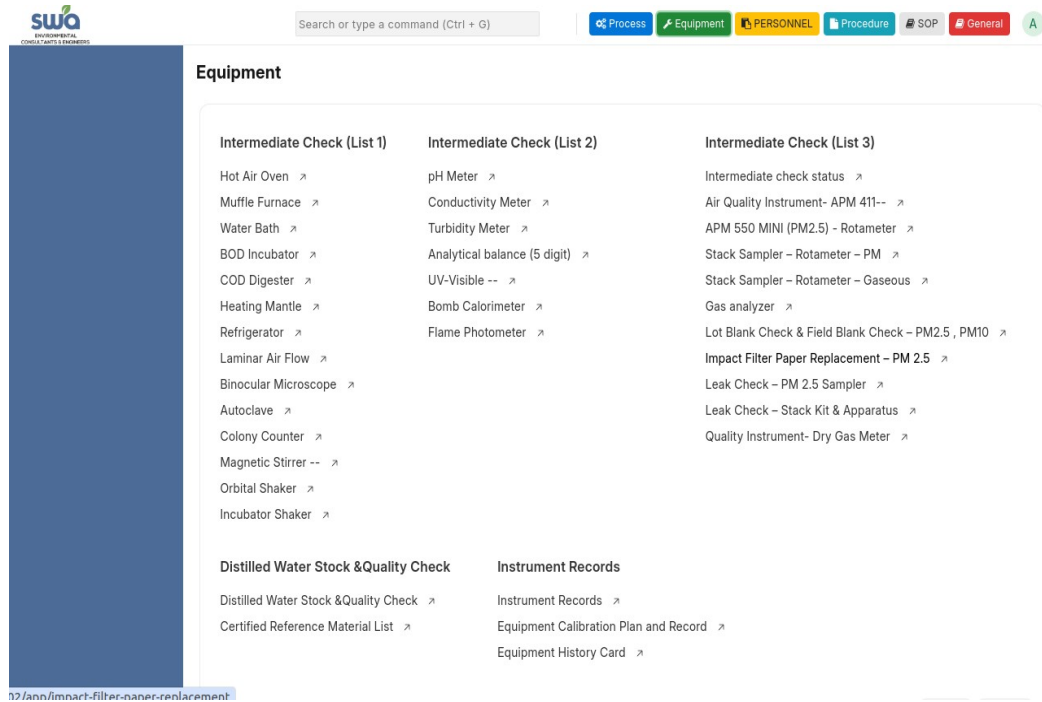 swa
ENVIRONMENTAL
CONSULTANTS & ENGINEERS
Search or type a command (Ctrl + G)
Process
Equipment
PERSONNEL
Procedure
SOP
General
A
Equipment
Intermediate Check (List 1)
Hot Air Oven
Muffle Furnace
Water Bath
BOD Incubator
COD Digester
Heating Mantle
Refrigerator
Laminar Air Flow
Binocular Microscope
Autoclave
Colony Counter
Magnetic Stirrer --
Orbital Shaker
Incubator Shaker
Intermediate Check (List 2)
pH Meter
Conductivity Meter
Turbidity Meter
Analytical balance (5 digit)
UV-Visible --
Bomb Calorimeter
Flame Photometer
Intermediate Check (List 3)
Intermediate check status
Air Quality Instrument- APM 411--
APM 550 MINI (PM2.5) - Rotameter
Stack Sampler – Rotameter – PM
Stack Sampler – Rotameter – Gaseous
Gas analyzer
Lot Blank Check & Field Blank Check – PM2.5 , PM10
Impact Filter Paper Replacement – PM 2.5
Leak Check – PM 2.5 Sampler
Leak Check – Stack Kit & Apparatus
Quality Instrument- Dry Gas Meter
Distilled Water Stock &Quality Check
Distilled Water Stock &Quality Check
Certified Reference Material List
Instrument Records
Instrument Records
Equipment Calibration Plan and Record
Equipment History Card
02/app/impact-filter-paper-replacement